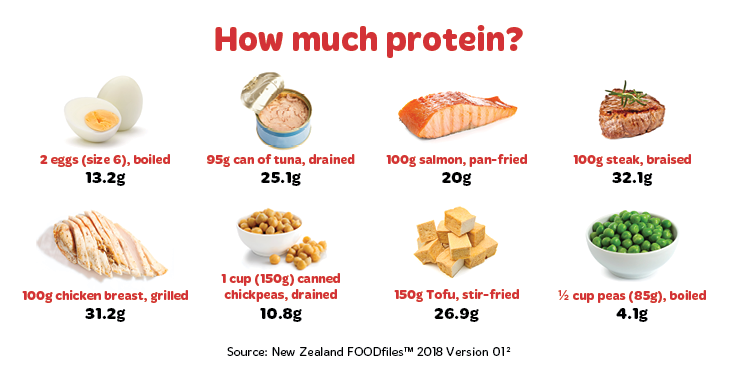 How much protein?
2 eggs (size 6), boiled
13.2g
95g can of tuna, drained
25.1g
100g salmon, pan-fried
20g
100g steak, braised
32.1g
100g chicken breast, grilled
31.2g
1 cup (150g) canned
chickpeas, drained
10.8g
150g Tofu, stir-fried
26.9g
½ cup peas (85g), boiled
4.1g
Source: New Zealand FOODfiles™ 2018 Version 01²